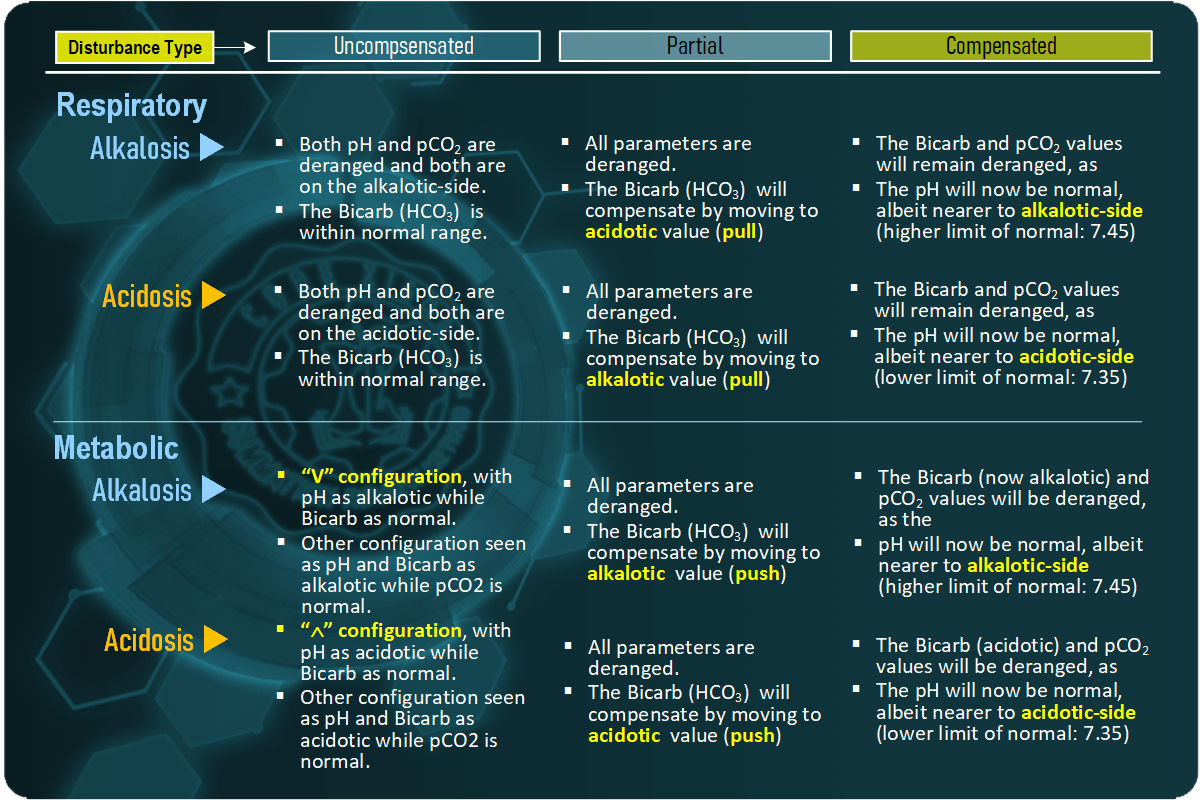 Disturbance Type
Uncompsensated
Partial
Compensated
Respiratory
Alkalosis
▪ Both pH and pCO₂ are
deranged and both are
on the alkalotic-side.
▪ The Bicarb (HCO₃) is
within normal range.
▪ All parameters are
deranged.
▪ The Bicarb (HCO₃) will
compensate by moving to
acidotic value (pull)
▪ The Bicarb and pCO₂ values
will remain deranged, as
▪ The pH will now be normal,
albeit nearer to alkalotic-side
(higher limit of normal: 7.45)
Acidosis
▪ Both pH and pCO₂ are
deranged and both are
on the acidotic-side.
▪ The Bicarb (HCO₃) is
within normal range.
▪ All parameters are
deranged.
▪ The Bicarb (HCO₃) will
compensate by moving to
alkalotic value (pull)
▪ The Bicarb and pCO₂ values
will remain deranged, as
▪ The pH will now be normal,
albeit nearer to acidotic-side
(lower limit of normal: 7.35)
Metabolic
Alkalosis
▪ “V” configuration, with
pH as alkalotic while
Bicarb as normal.
▪ Other configuration seen
as pH and Bicarb as
alkalotic while pCO2 is
normal.
▪ All parameters are
deranged.
▪ The Bicarb (HCO₃) will
compensate by moving to
alkalotic value (push)
▪ The Bicarb (now alkalotic) and
pCO₂ values will be deranged,
as the
▪ pH will now be normal, albeit
nearer to alkalotic-side
(higher limit of normal: 7.45)
Acidosis
▪ “˄” configuration, with
pH as acidotic while
Bicarb as normal.
▪ Other configuration seen
as pH and Bicarb as
acidotic while pCO2 is
normal.
▪ All parameters are
deranged.
▪ The Bicarb (HCO₃) will
compensate by moving to
acidotic value (push)
▪ The Bicarb (acidotic) and pCO₂
values will be deranged, as
▪ The pH will now be normal,
albeit nearer to acidotic-side
(lower limit of normal: 7.35)